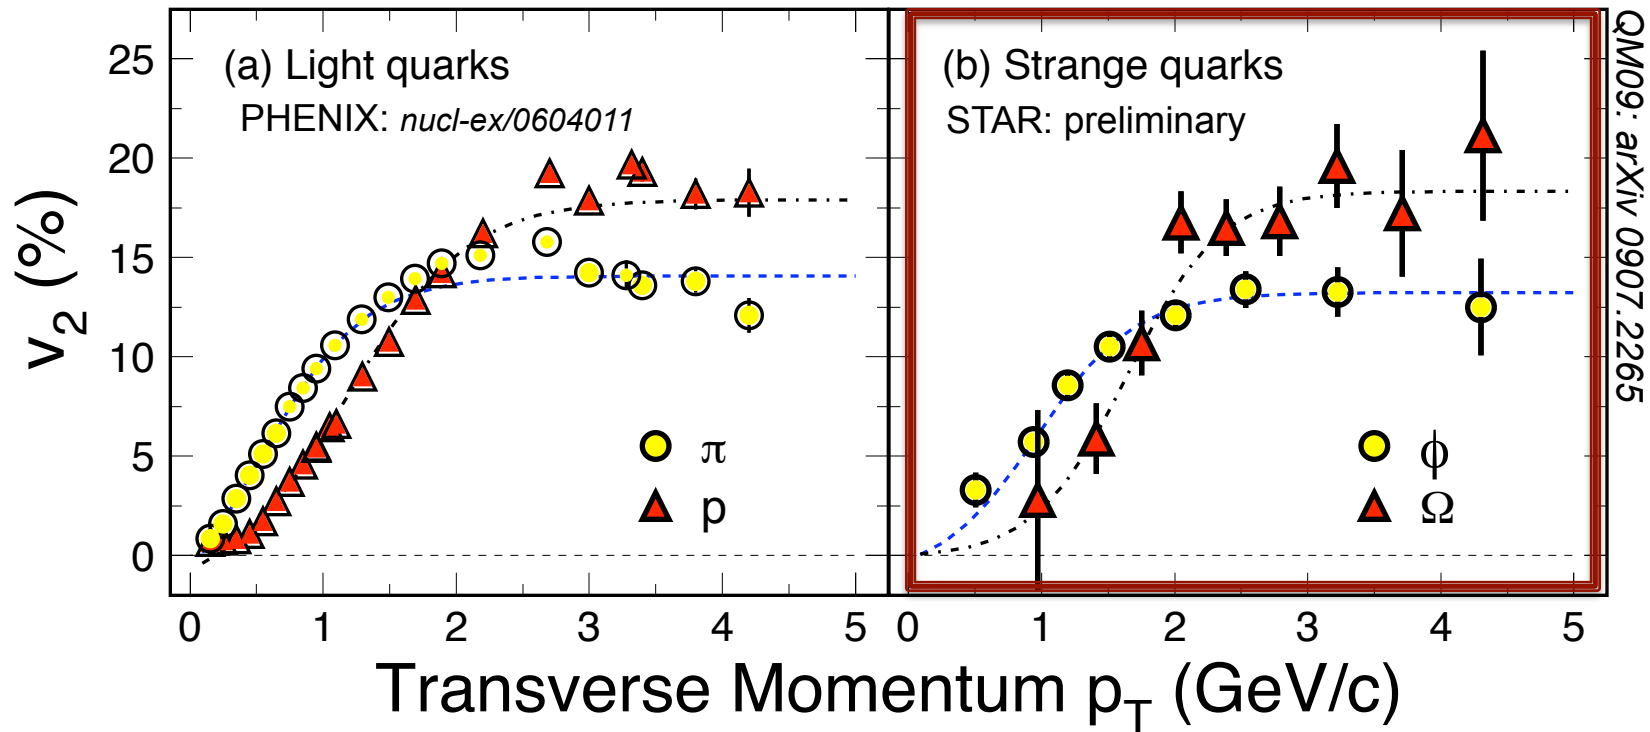 (a) Light quarks
PHENIX: nucl-ex/0604011
π
p
(b) Strange quarks
STAR: preliminary
ϕ
Ω
QM09: arXiv 0907.2265
v2 (%)
25
20
15
10
5
0
0 1 2 3 4 5
0 1 2 3 4 5
Transverse Momentum pT (GeV/c)